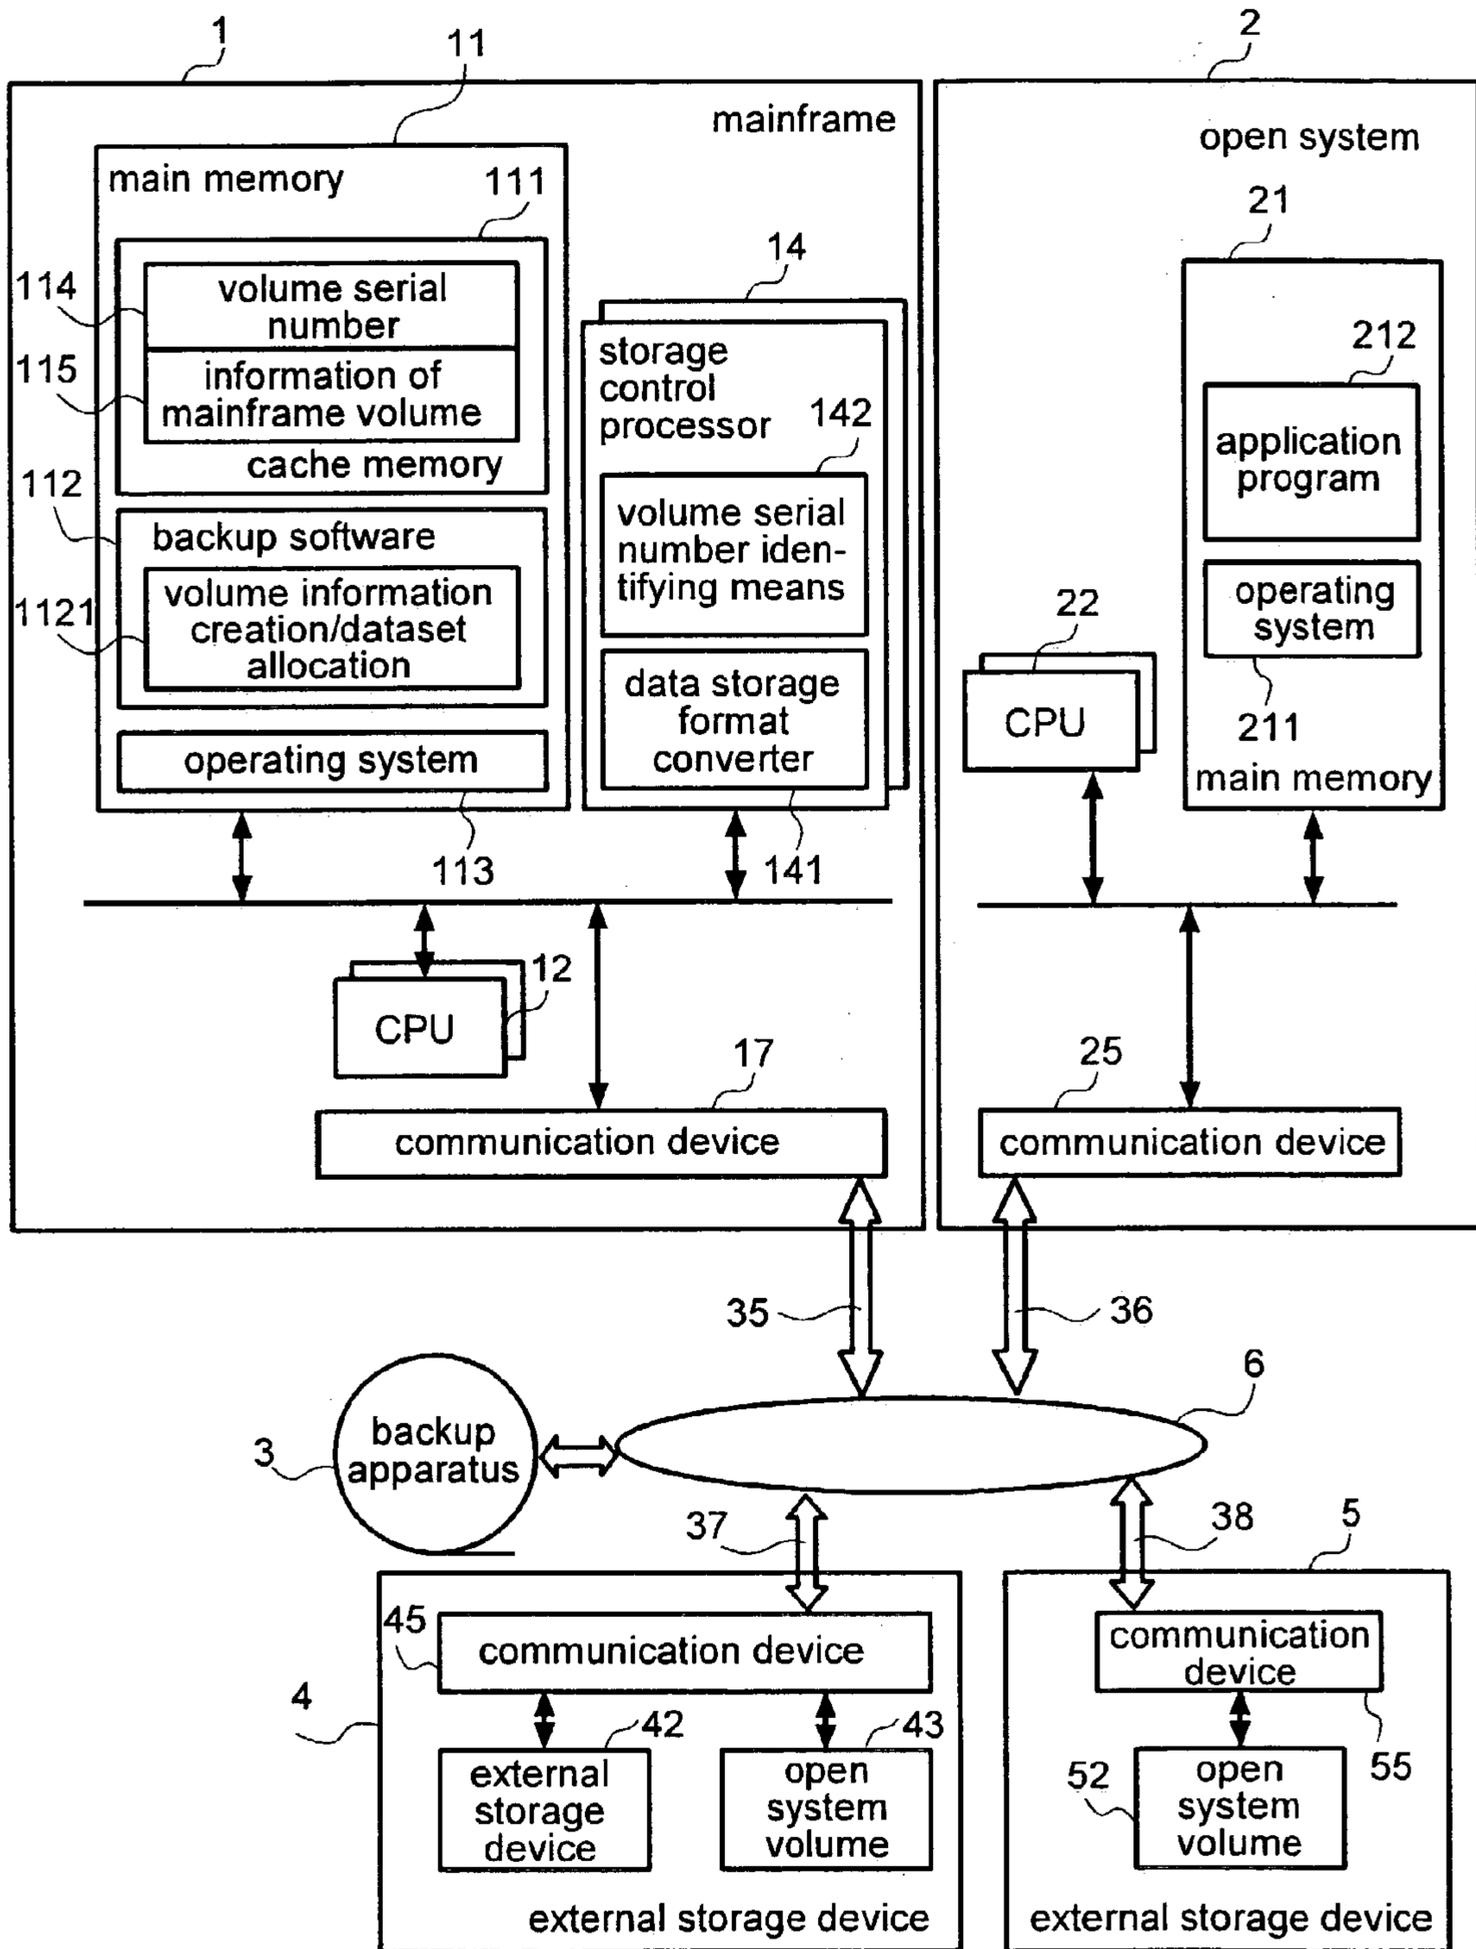 1
11
mainframe
main memory
111
114
volume serial
number
115
information of
mainframe volume
cache memory
112
backup software
1121
volume information
creation/dataset
allocation
operating system
113
14
storage
control
processor
142
volume serial
number iden-
tifying means
data storage
format
converter
141
CPU
12
17
communication device
2
open system
21
212
application
program
operating
system
211
main memory
22
CPU
25
communication device
35
36
6
3
backup
apparatus
37
38
4
45
communication device
42
external
storage
device
43
open
system
volume
external storage device
5
communication
device
55
52
open
system
volume
external storage device